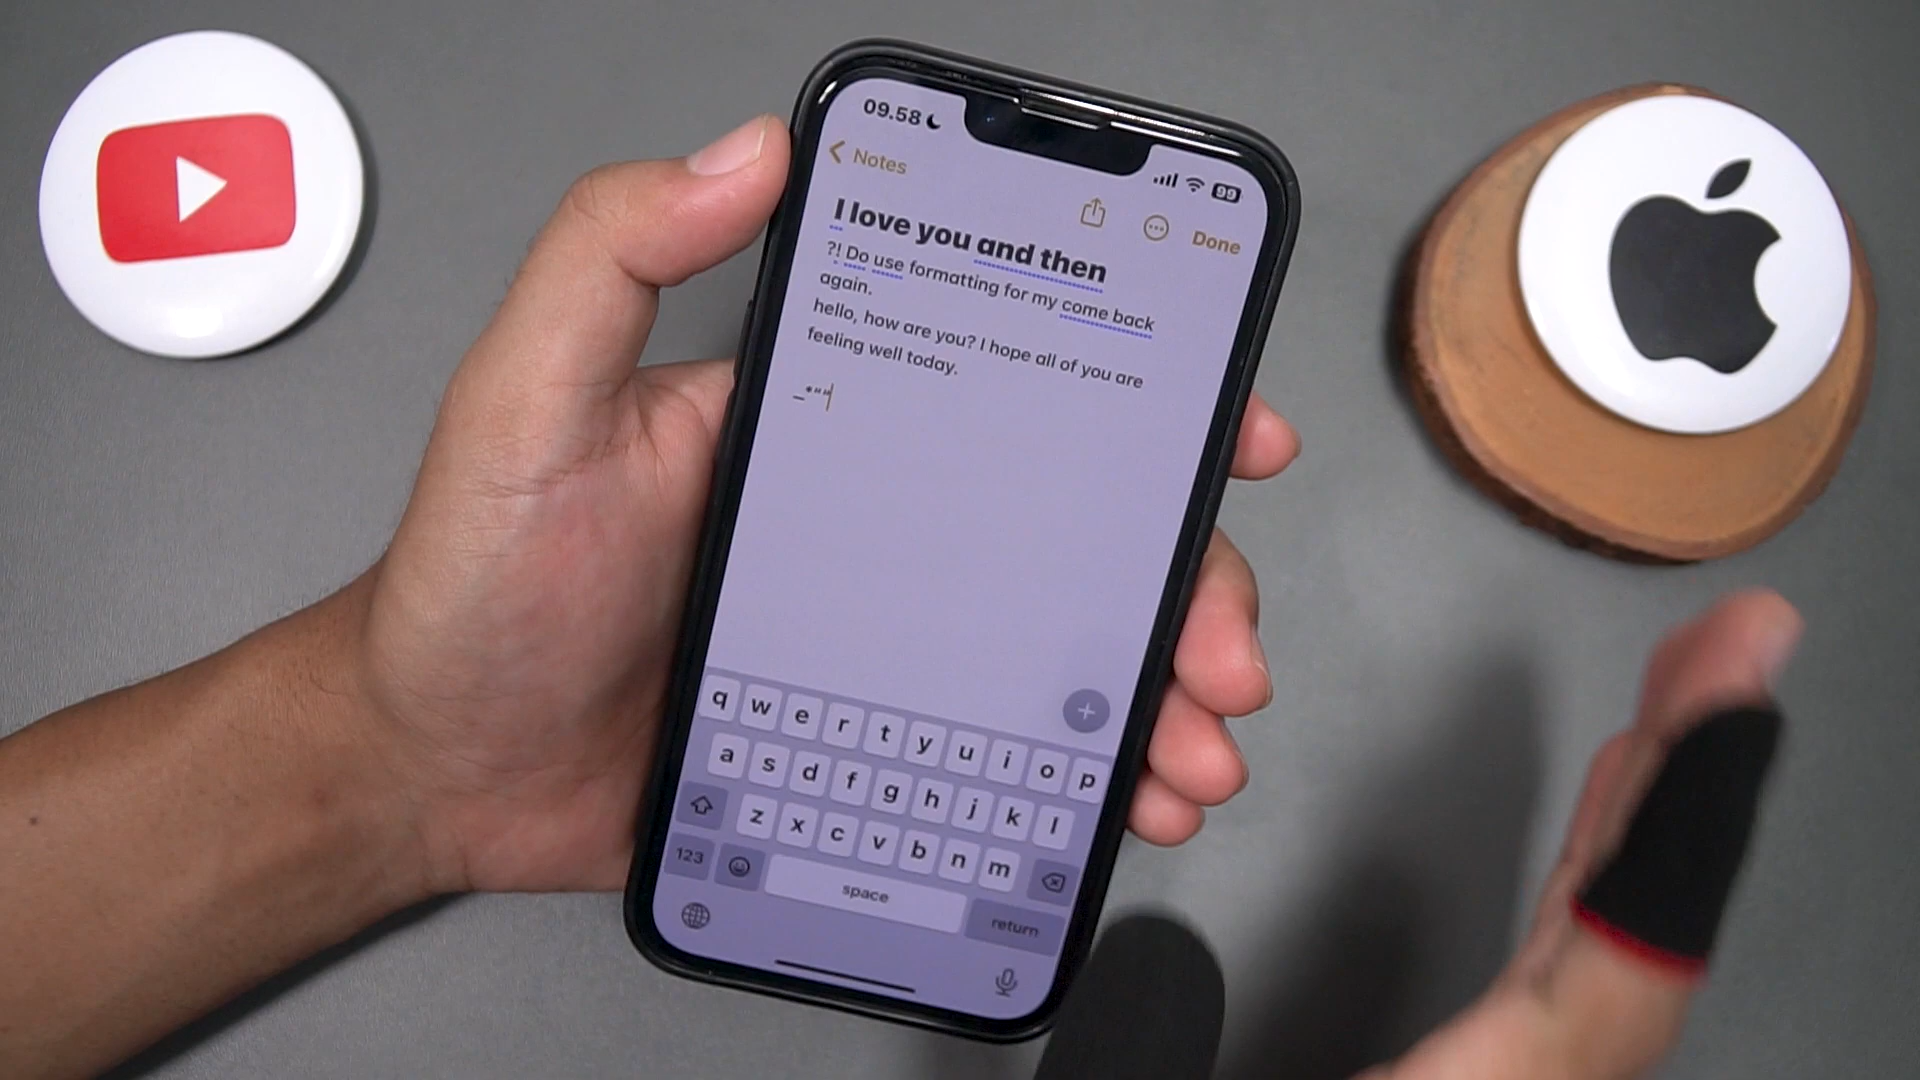 09.58
99
Notes
Done
I love you and then
?! Do use formatting for my come back
again.
hello, how are you? I hope all of you are
feeling well today.
_*““
q w e r t y u i o p
a s d f g h j k l
z x c v b n m
123
space
return